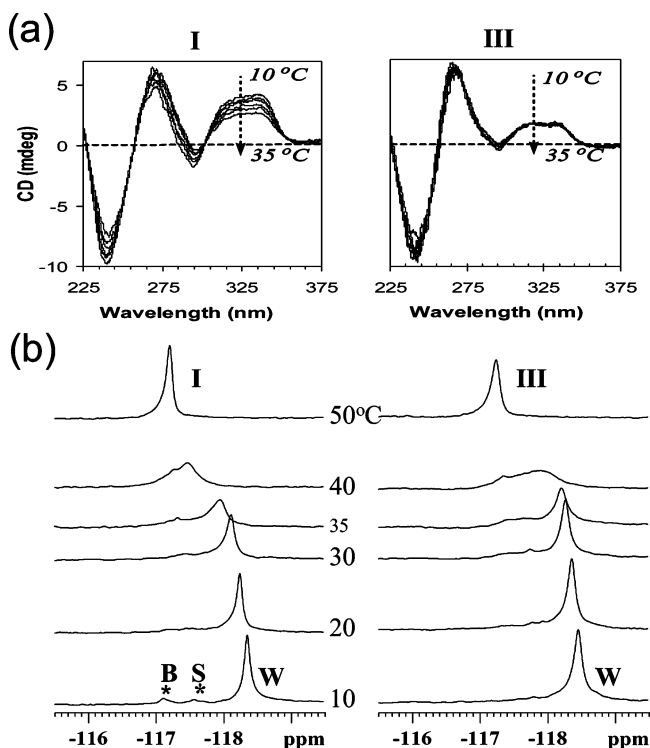 (a)
I
III
CD (mdeg)
5
0
-5
-10
10 °C
35 °C
10 °C
35 °C
225 275 325 375
225 275 325 375
Wavelength (nm)
Wavelength (nm)
(b)
I
III
50°C
40
35
30
20
10
B S
* *
W
W
-116 -117 -118 ppm
-116 -117 -118 ppm